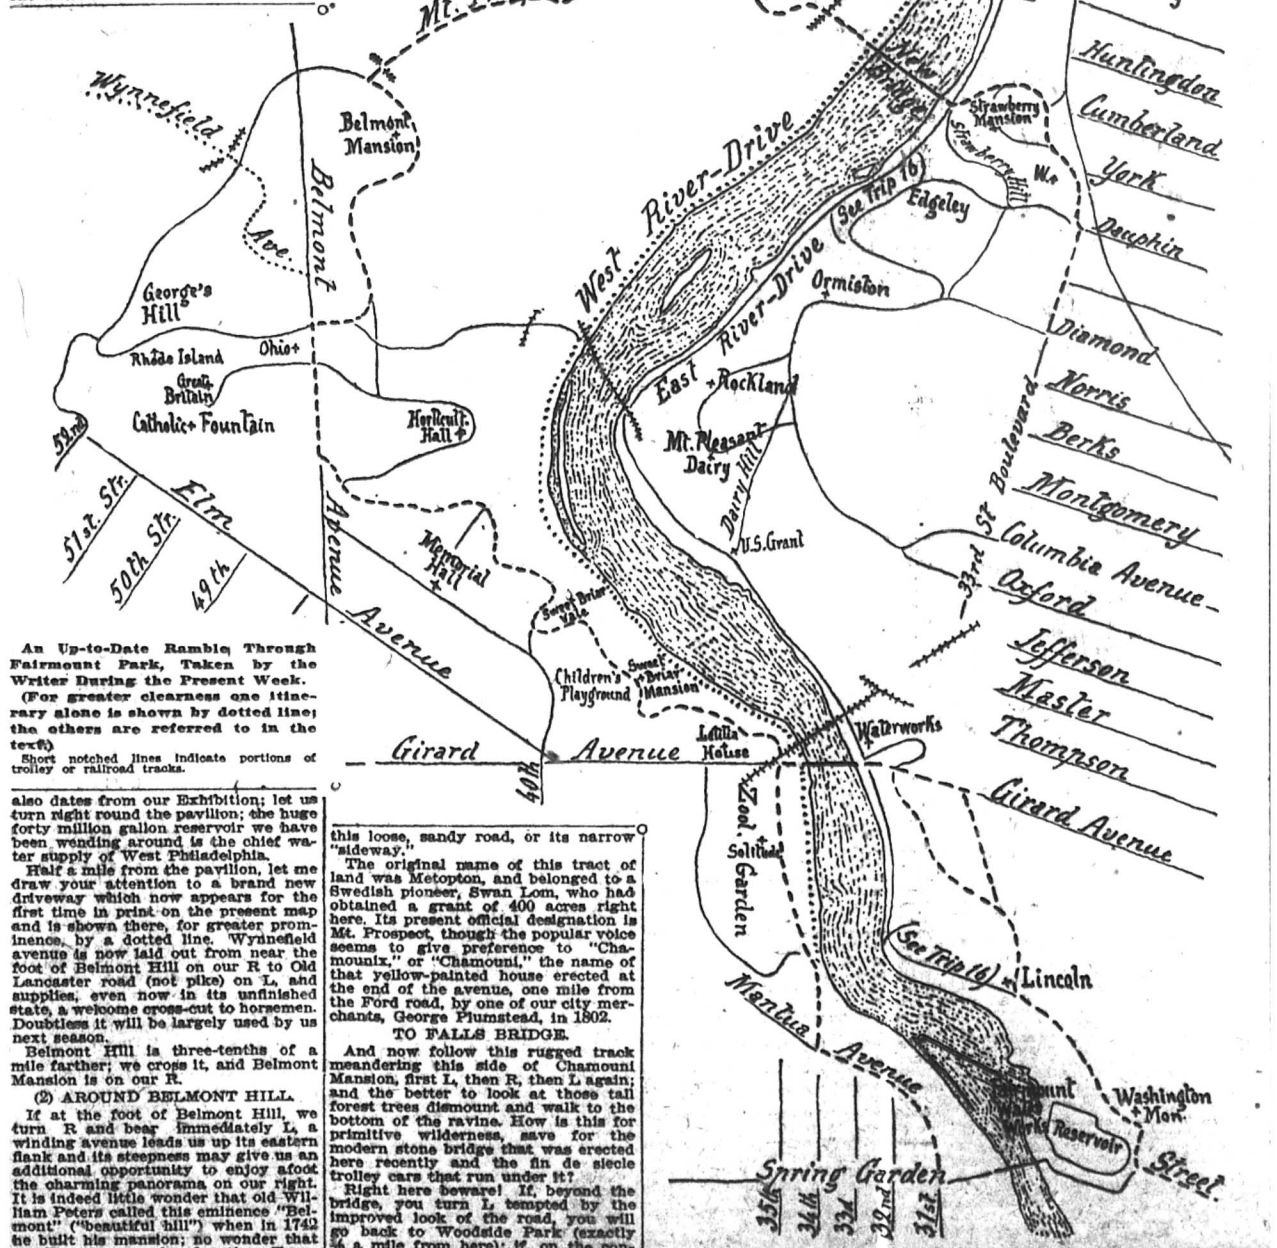 Mt.
Huntingdon
Cumberland
York
Dauphin
Diamond
Norris
Berks
Montgomery
Columbia Avenue
Oxford
Jefferson
Master
Thompson
Girard Avenue
33rd St Boulevard
New
Bridge
Strawberry
Mansion
Strawberry Hill
W.
Edgeley
(See Trip 16)
Ormiston
West River-Drive
East River-Drive
Rockland
Mt. Pleasant
Dairy
Dairy Hill
U.S. Grant
Wynnefield
Ave
Belmont
Mansion
Belmont
Avenue
George's
Hill
Rhode Island
Ohio
Great
Britain
Catholic Fountain
Horticult.
Hall
52nd
51st. Str.
50th Str.
49th
Elm
Avenue
Memorial
Hall
Sweet Briar
Vale
Children's
Playground
Sweet
Briar
Mansion
Letitia
House
Waterworks
Girard Avenue
40th
Zool.
Garden
Solitude
(See Trip 16)
Lincoln
Mantua Avenue
Washington
Mon.
Reservoir
Works
Spring Garden
Street.
35th
34th
33d
32nd
31st
An Up-to-Date Ramble, Through
Fairmount Park, Taken by the
Writer During the Present Week.
(For greater clearness one itine-
rary alone is shown by dotted line;
the others are referred to in the
text.)
Short notched lines indicate portions of
trolley or railroad tracks.
also dates from our Exhibition; let us
turn right round the pavilion; the huge
forty million gallon reservoir we have
been wending around is the chief wa-
ter supply of West Philadelphia.
Half a mile from the pavilion, let me
draw your attention to a brand new
driveway which now appears for the
first time in print on the present map
and is shown there, for greater prom-
inence, by a dotted line. Wynnefield
avenue is now laid out from near the
foot of Belmont Hill on our R to Old
Lancaster road (not pike) on L, and
supplies, even now in its unfinished
state, a welcome cross-cut to horsemen.
Doubtless it will be largely used by us
next season.
Belmont Hill is three-tenths of a
mile farther; we cross it, and Belmont
Mansion is on our R.
(2) AROUND BELMONT HILL.
If at the foot of Belmont Hill, we
turn R and bear immediately L, a
winding avenue leads us up its eastern
flank and its steepness may give us an
additional opportunity to enjoy afoot
the charming panorama on our right.
It is indeed little wonder that old Wil-
liam Peters called this eminence "Bel-
mont" ("beautiful hill") when in 1742
he built his mansion; no wonder that
this loose, sandy road, or its narrow
"sideway."
The original name of this tract of
land was Metopton, and belonged to a
Swedish pioneer, Swan Lom, who had
obtained a grant of 400 acres right
here. Its present official designation is
Mt. Prospect, though the popular voice
seems to give preference to "Cha-
mounix," or "Chamouni," the name of
that yellow-painted house erected at
the end of the avenue, one mile from
the Ford road, by one of our city mer-
chants, George Plumstead, in 1802.
TO FALLS BRIDGE.
And now follow this rugged track
meandering this side of Chamouni
Mansion, first L, then R, then L again;
and the better to look at those tall
forest trees dismount and walk to the
bottom of the ravine. How is this for
primitive wilderness, save for the
modern stone bridge that was erected
here recently and the fin de siecle
trolley cars that run under it?
Right here beware! If, beyond the
bridge, you turn L tempted by the
improved look of the road, you will
go back to Woodside Park (exactly
a mile from here); if, on the